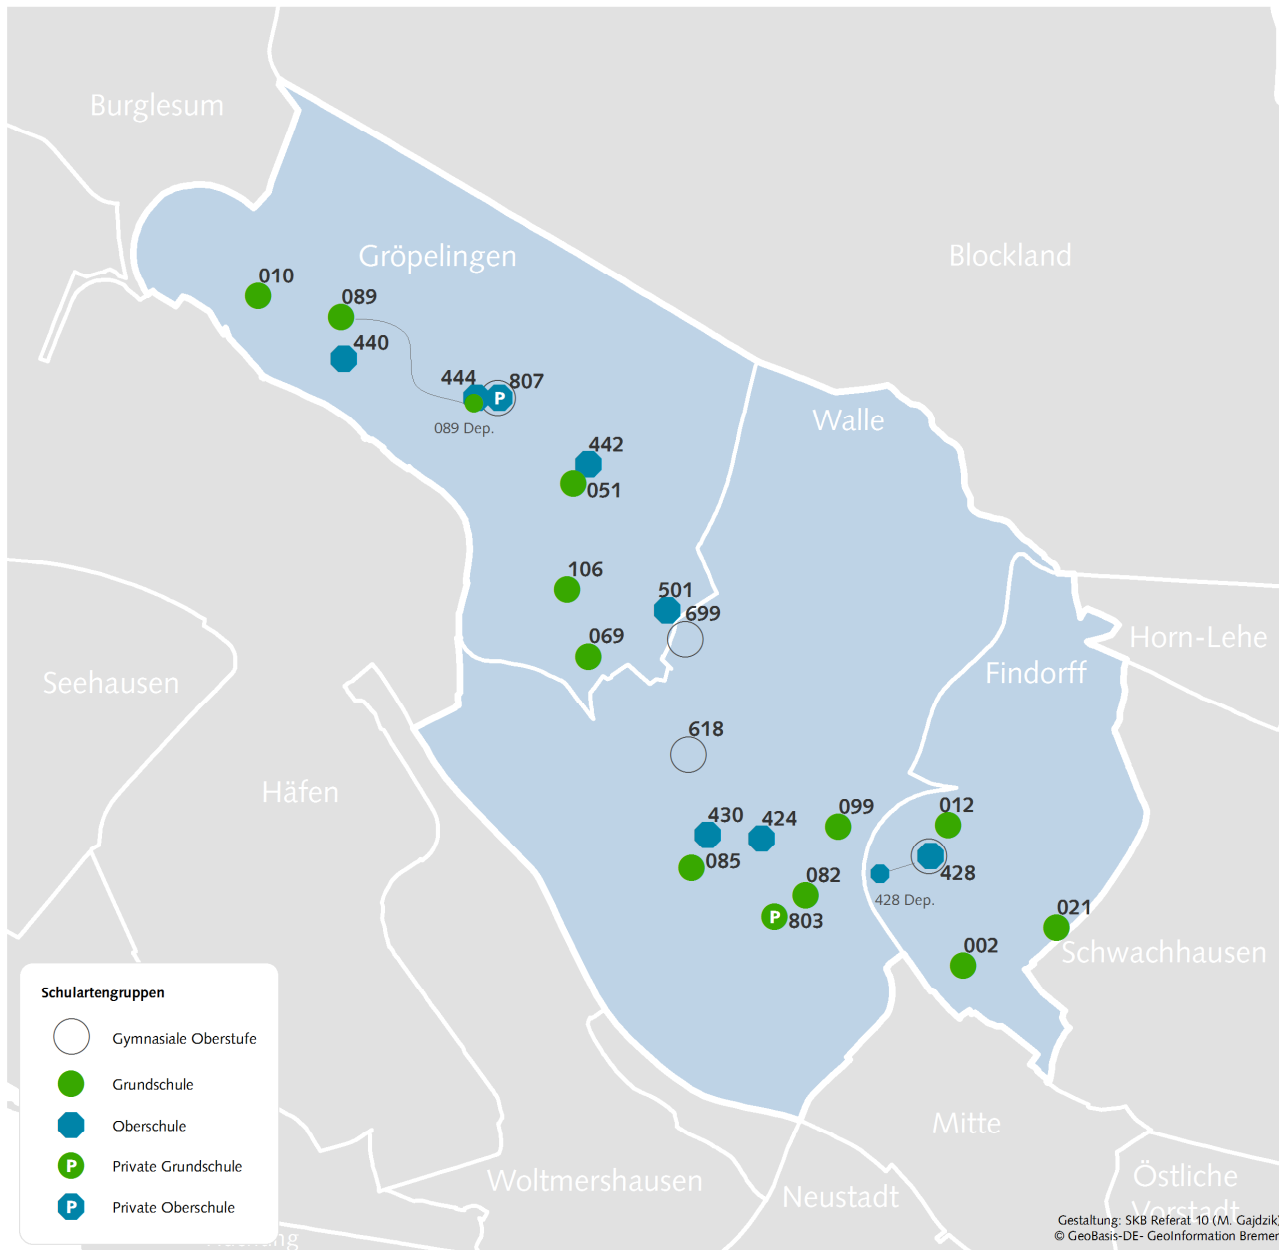 Burglesum
Gröpelingen
Blockland
010
089
440
444
807
P
089 Dep.
Walle
442
051
106
501
699
069
Horn-Lehe
Findorff
Seehausen
618
Häfen
099
012
430
424
085
082
428
428 Dep.
P
803
021
002
Schwachhausen
Schulartengruppen
Gymnasiale Oberstufe
Grundschule
Oberschule
P Private Grundschule
P Private Oberschule
Mitte
Woltmershausen
Neustadt
Östliche
Vorstadt
Gestaltung: SKB Referat 10 (M. Gajdzik)
© GeoBasis-DE- GeoInformation Bremen